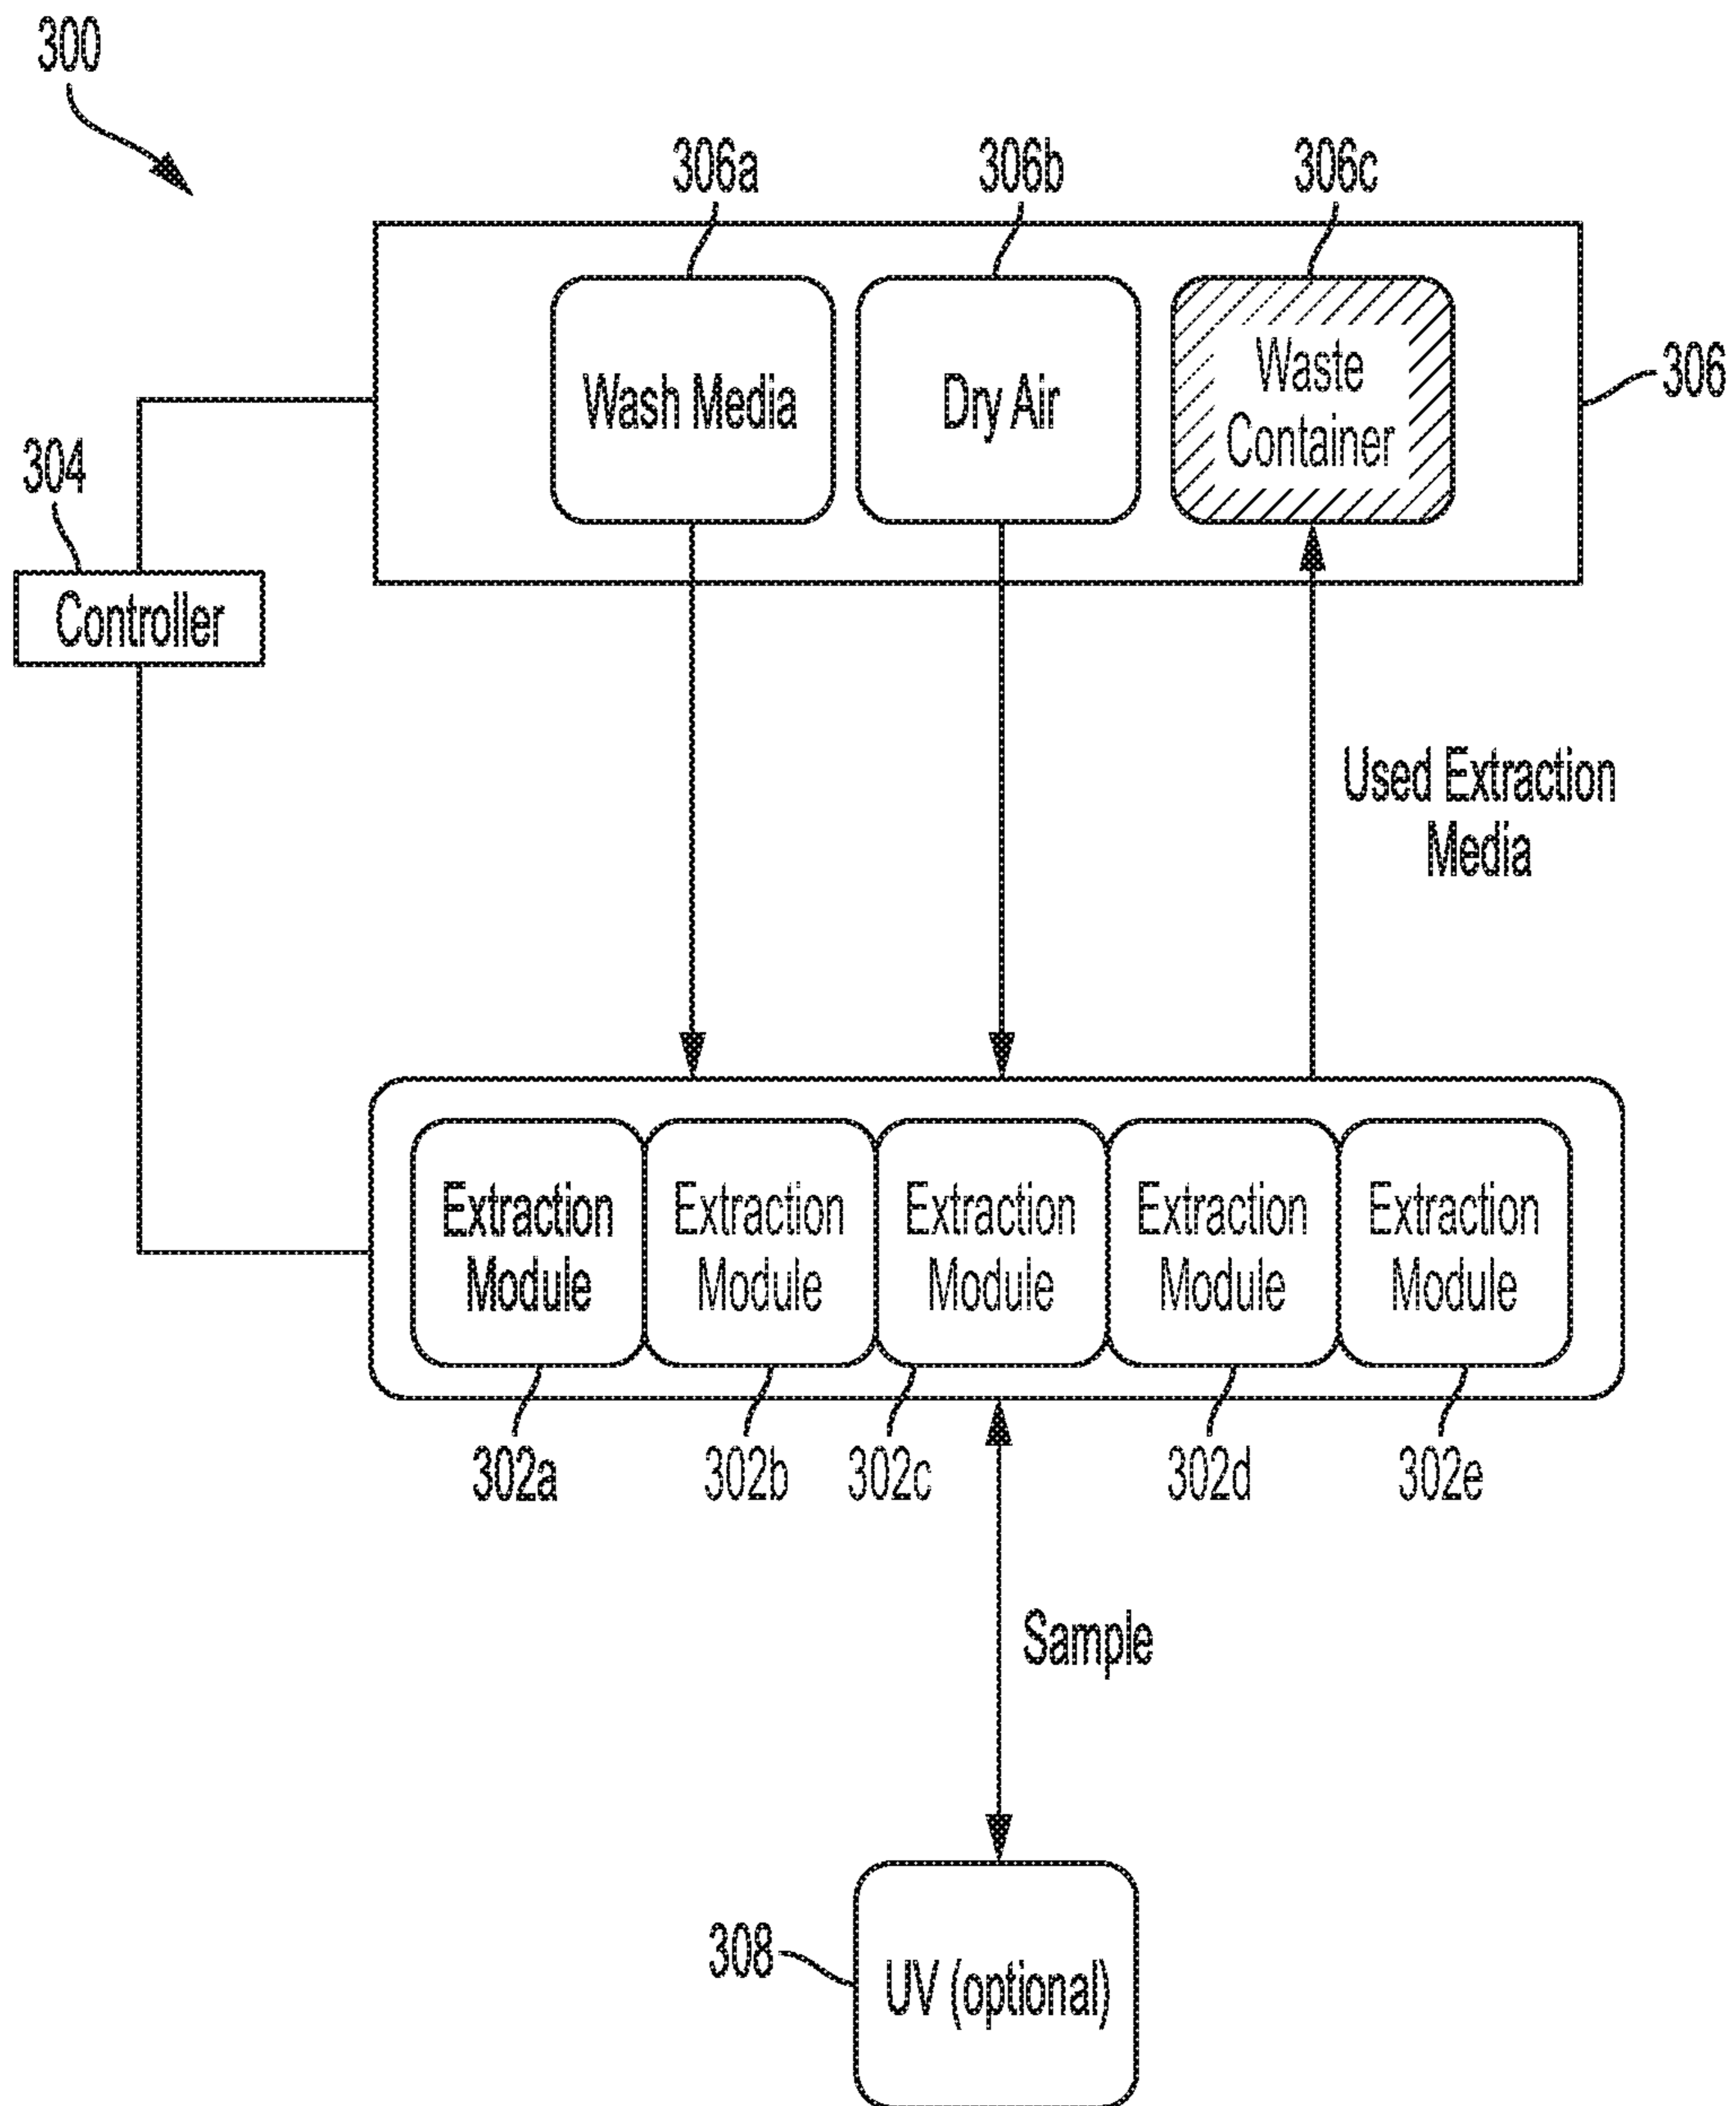 300
306a
306b
306c
Wash Media
Dry Air
Waste
Container
306
304
Controller
Used Extraction
Media
Extraction
Module
Extraction
Module
Extraction
Module
Extraction
Module
Extraction
Module
302a
302b
302c
302d
302e
Sample
308
UV (optional)